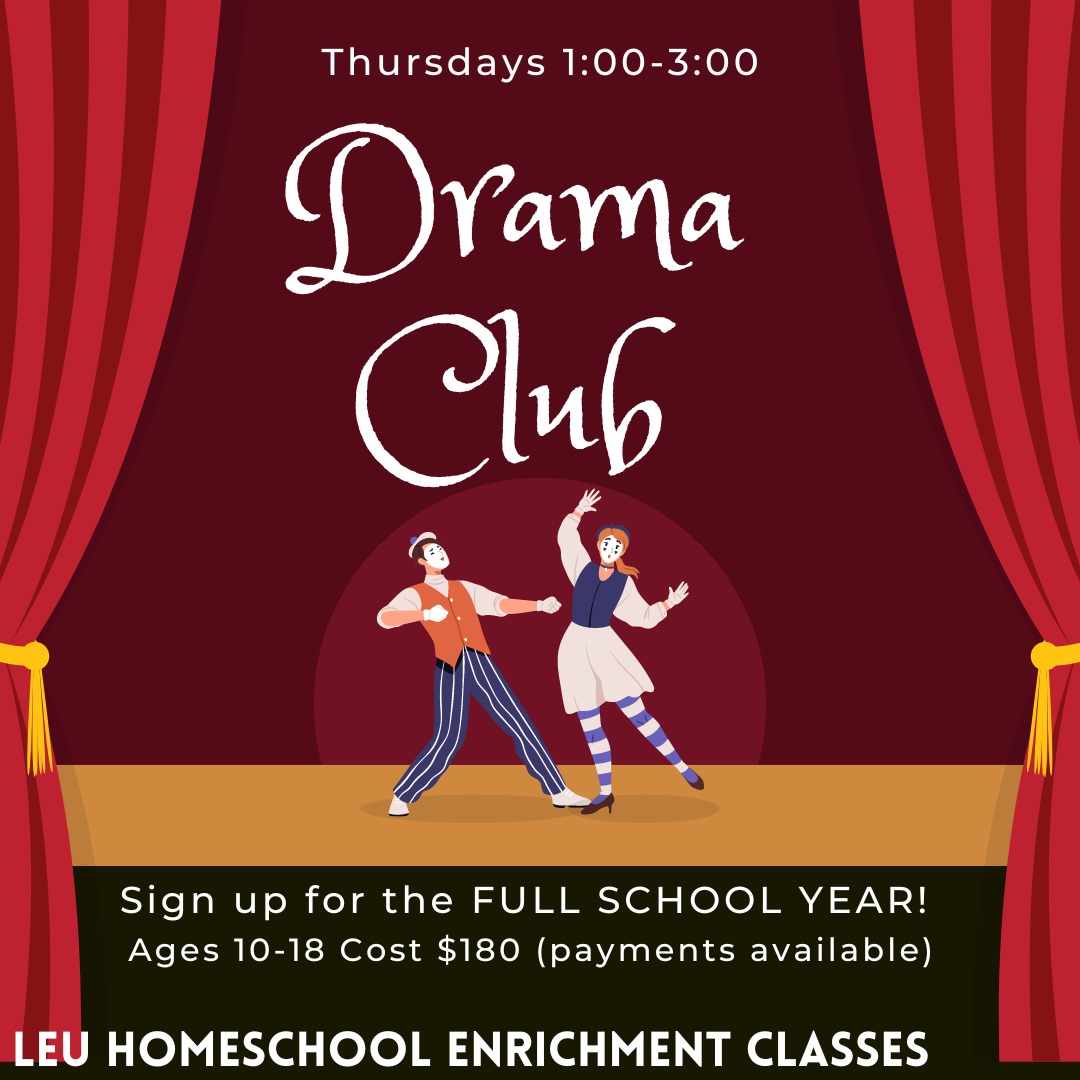 Thursdays 1:00-3:00
Drama
Club
Sign up for the FULL SCHOOL YEAR!
Ages 10-18 Cost $180 (payments available)
LEU HOMESCHOOL ENRICHMENT CLASSES